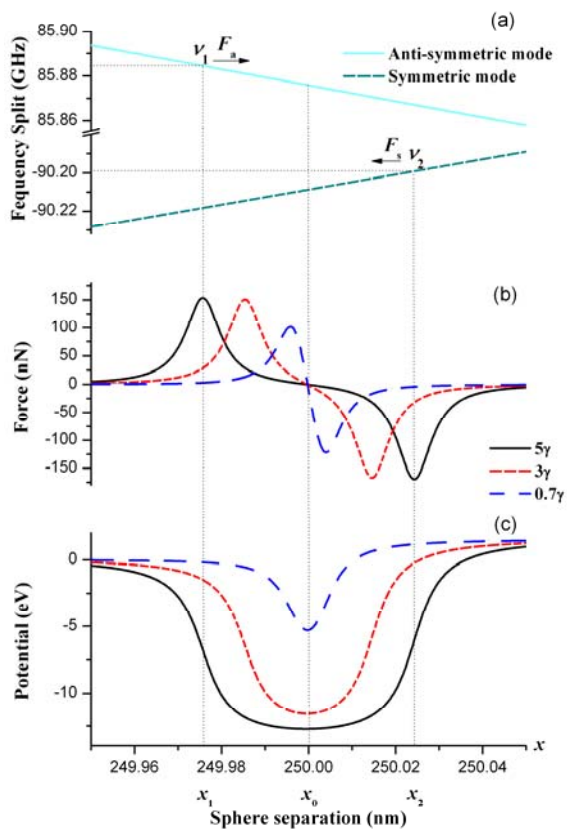 (a)
85.90
85.88
85.86
-90.20
-90.22
Fequency Split (GHz)
ν1 Fa
Anti-symmetric mode
Symmetric mode
Fs ν2
(b)
150
100
50
0
-50
-100
-150
Force (nN)
5γ
3γ
0.7γ
(c)
0
-5
-10
Potential (eV)
x
249.96 249.98 250.00 250.02 250.04
x1 x0 x2
Sphere separation (nm)